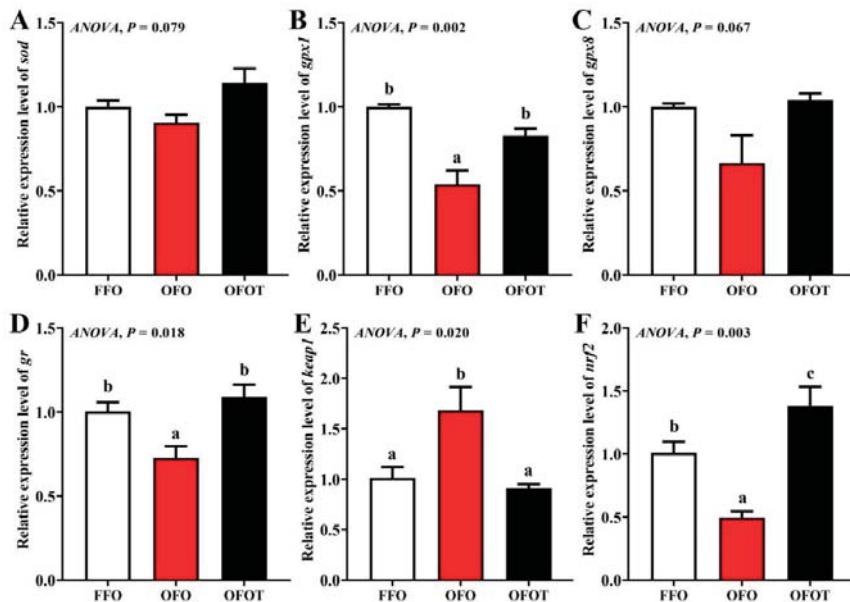 A
ANOVA, P = 0.079
Relative expression level of sod
1.5
1.0
0.5
0.0
FFO OFO OFOT
B
ANOVA, P = 0.002
Relative expression level of gpx1
1.5
1.0
0.5
0.0
b
a
b
FFO OFO OFOT
C
ANOVA, P = 0.067
Relative expression level of gpx8
1.5
1.0
0.5
0.0
FFO OFO OFOT
D
ANOVA, P = 0.018
Relative expression level of gr
1.5
1.0
0.5
0.0
b
a
b
FFO OFO OFOT
E
ANOVA, P = 0.020
Relative expression level of keap1
2.5
2.0
1.5
1.0
0.5
0.0
a
b
a
FFO OFO OFOT
F
ANOVA, P = 0.003
Relative expression level of nrf2
2.0
1.5
1.0
0.5
0.0
b
a
c
FFO OFO OFOT